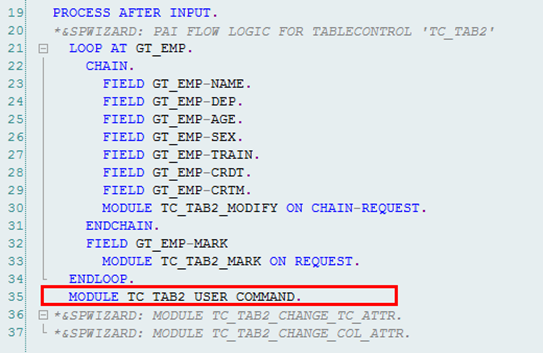 19 PROCESS AFTER INPUT.
20 *&SPWIZARD: PAI FLOW LOGIC FOR TABLECONTROL 'TC_TAB2'
21 LOOP AT GT_EMP.
22 CHAIN.
23 FIELD GT_EMP-NAME.
24 FIELD GT_EMP-DEP.
25 FIELD GT_EMP-AGE.
26 FIELD GT_EMP-SEX.
27 FIELD GT_EMP-TRAIN.
28 FIELD GT_EMP-CRDT.
29 FIELD GT_EMP-CRTM.
30 MODULE TC_TAB2_MODIFY ON CHAIN-REQUEST.
31 ENDCHAIN.
32 FIELD GT_EMP-MARK
33 MODULE TC_TAB2_MARK ON REQUEST.
34 ENDLOOP.
35 MODULE TC_TAB2_USER_COMMAND.
36 *&SPWIZARD: MODULE TC_TAB2_CHANGE_TC_ATTR.
37 *&SPWIZARD: MODULE TC_TAB2_CHANGE_COL_ATTR.